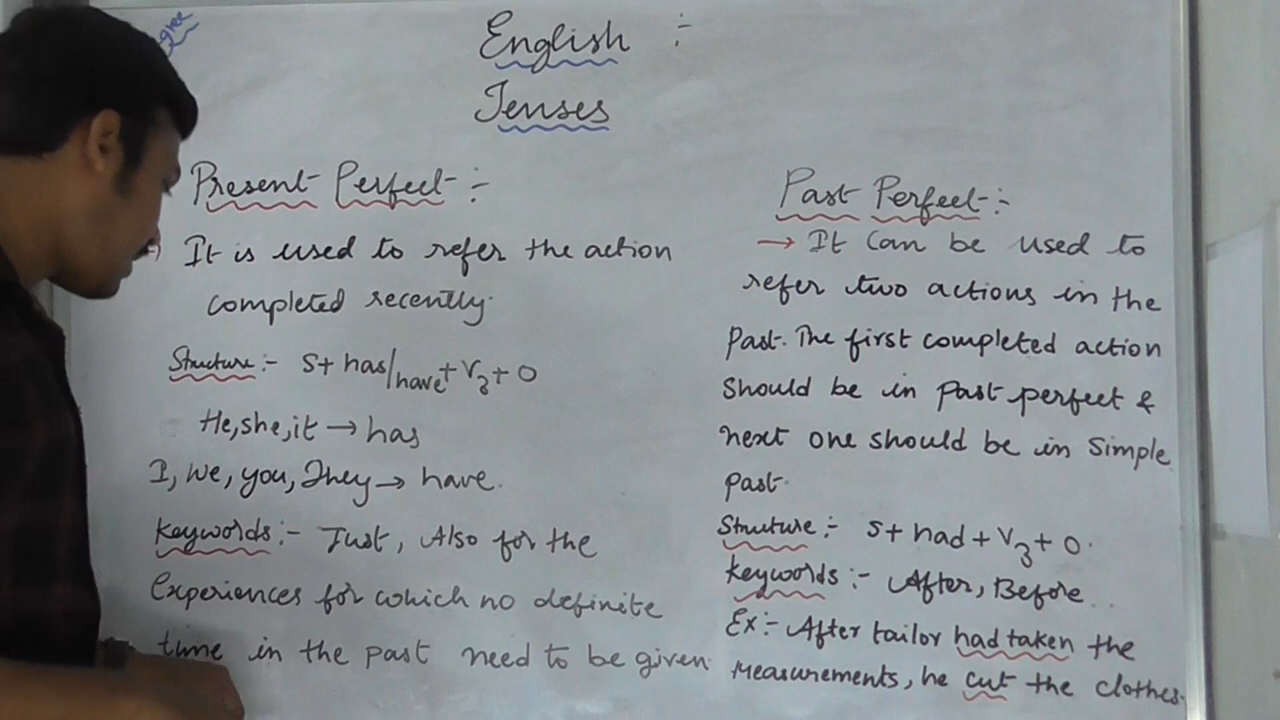 English :-
Tenses
Present Perfect :-
It is used to refer the action
completed recently.
Structure :- S + has/have + V3 + O
He, she, it → has
I, we, you, They → have.
Keywords :- Just, Also for the
Experiences for which no definite
time in the past need to be given.
Past Perfect :-
→ It can be used to
refer two actions in the
Past. The first completed action
should be in past perfect &
next one should be in Simple
past.
Struture :- S + had + V3 + O.
Keywords :- After, Before..
Ex :- After tailor had taken the
measurements, he cut the clothes.